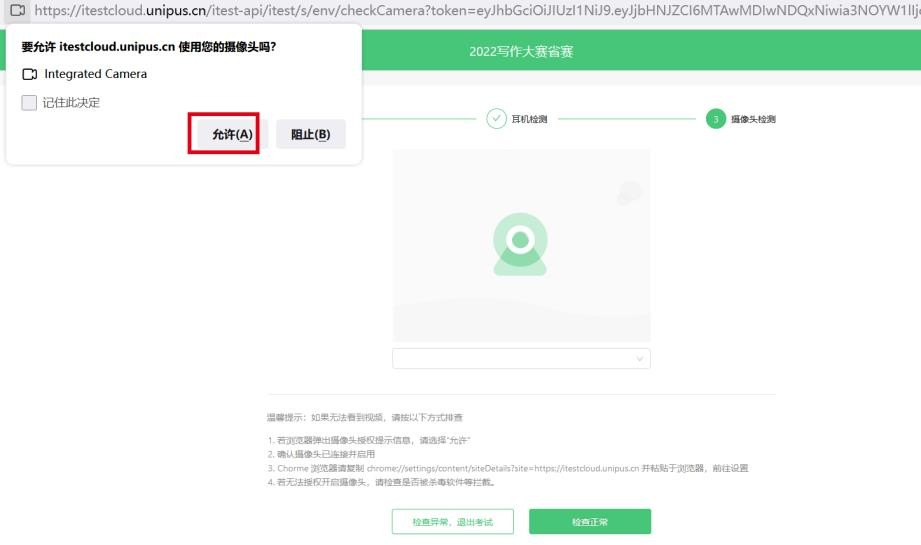 https://itestcloud.unipus.cn/itest-api/itest/s/env/checkCamera?token=eyJhbGciOiJIUzI1NiJ9.eyJjbHNJZCI6MTAwMDIwNDQxNiwia3NOYW1lIjo
要允许 itestcloud.unipus.cn 使用您的摄像头吗?
Integrated Camera
记住此决定
允许(A)
阻止(B)
2022写作大赛省赛
耳机检测
3
摄像头检测
温馨提示：如果无法看到视频，请按以下方式排查
1. 若浏览器弹出摄像头授权提示信息，请选择"允许"
2. 确认摄像头已连接并启用
3. Chorme 浏览器请复制 chrome://settings/content/siteDetails?site=https://itestcloud.unipus.cn 并粘贴于浏览器，前往设置
4. 若无法授权开启摄像头，请检查是否被杀毒软件等拦截。
检查异常，退出考试
检查正常